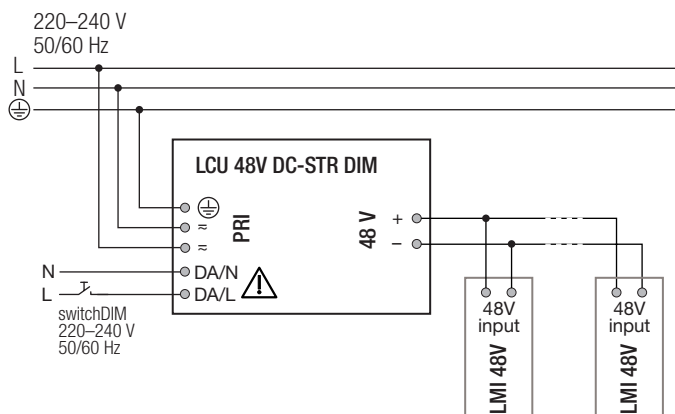 220–240 V
50/60 Hz
L
N
LCU 48V DC-STR DIM
PRI
≂
≂
48 V
+
−
N
DA/N
L
DA/L
switchDIM
220–240 V
50/60 Hz
48V
input
LMI 48V
48V
input
LMI 48V